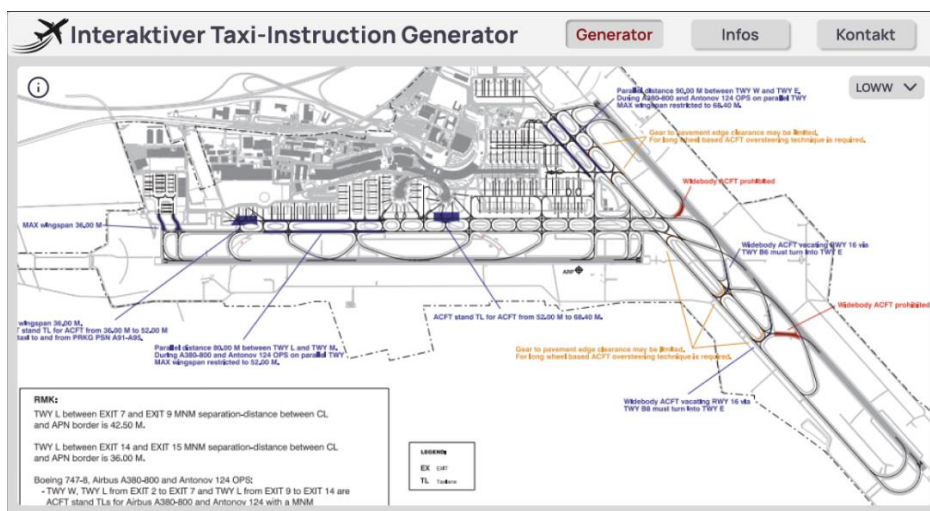 Interaktiver Taxi-Instruction Generator
Generator
Infos
Kontakt
i
LOWW
Parallel distance 90.00 M between TWY W and TWY E.
During A380-800 and Antonov 124 OPS on parallel TWY
MAX wingspan restricted to 68.40 M.
Gear to pavement edge clearance may be limited.
For long wheel based ACFT oversteering technique is required.
Widebody ACFT prohibited
MAX wingspan 36.00 M
Widebody ACFT vacating RWY 16 via
TWY B6 must turn into TWY E
ARP
Widebody ACFT prohibited
wingspan 36.00 M.
stand TL for ACFT from 36.00 M to 52.00 M
taxi to and from PRKG PSN A91-A95.
ACFT stand TL for ACFT from 52.00 M to 68.40 M.
Parallel distance 80.00 M between TWY L and TWY M.
During A380-800 and Antonov 124 OPS on parallel TWY
MAX wingspan restricted to 52.00 M.
Gear to pavement edge clearance may be limited.
For long wheel based ACFT oversteering technique is required.
Widebody ACFT vacating RWY 16 via
TWY B8 must turn into TWY E
RMK:
TWY L between EXIT 7 and EXIT 9 MNM separation-distance between CL
and APN border is 42.50 M.
TWY L between EXIT 14 and EXIT 15 MNM separation-distance between CL
and APN border is 36.00 M.
Boeing 747-8, Airbus A380-800 and Antonov 124 OPS:
- TWY W, TWY L from EXIT 2 to EXIT 7 and TWY L from EXIT 9 to EXIT 14 are
ACFT stand TLs for Airbus A380-800 and Antonov 124 with a MNM
LEGEND:
EX EXIT
TL Taxilane